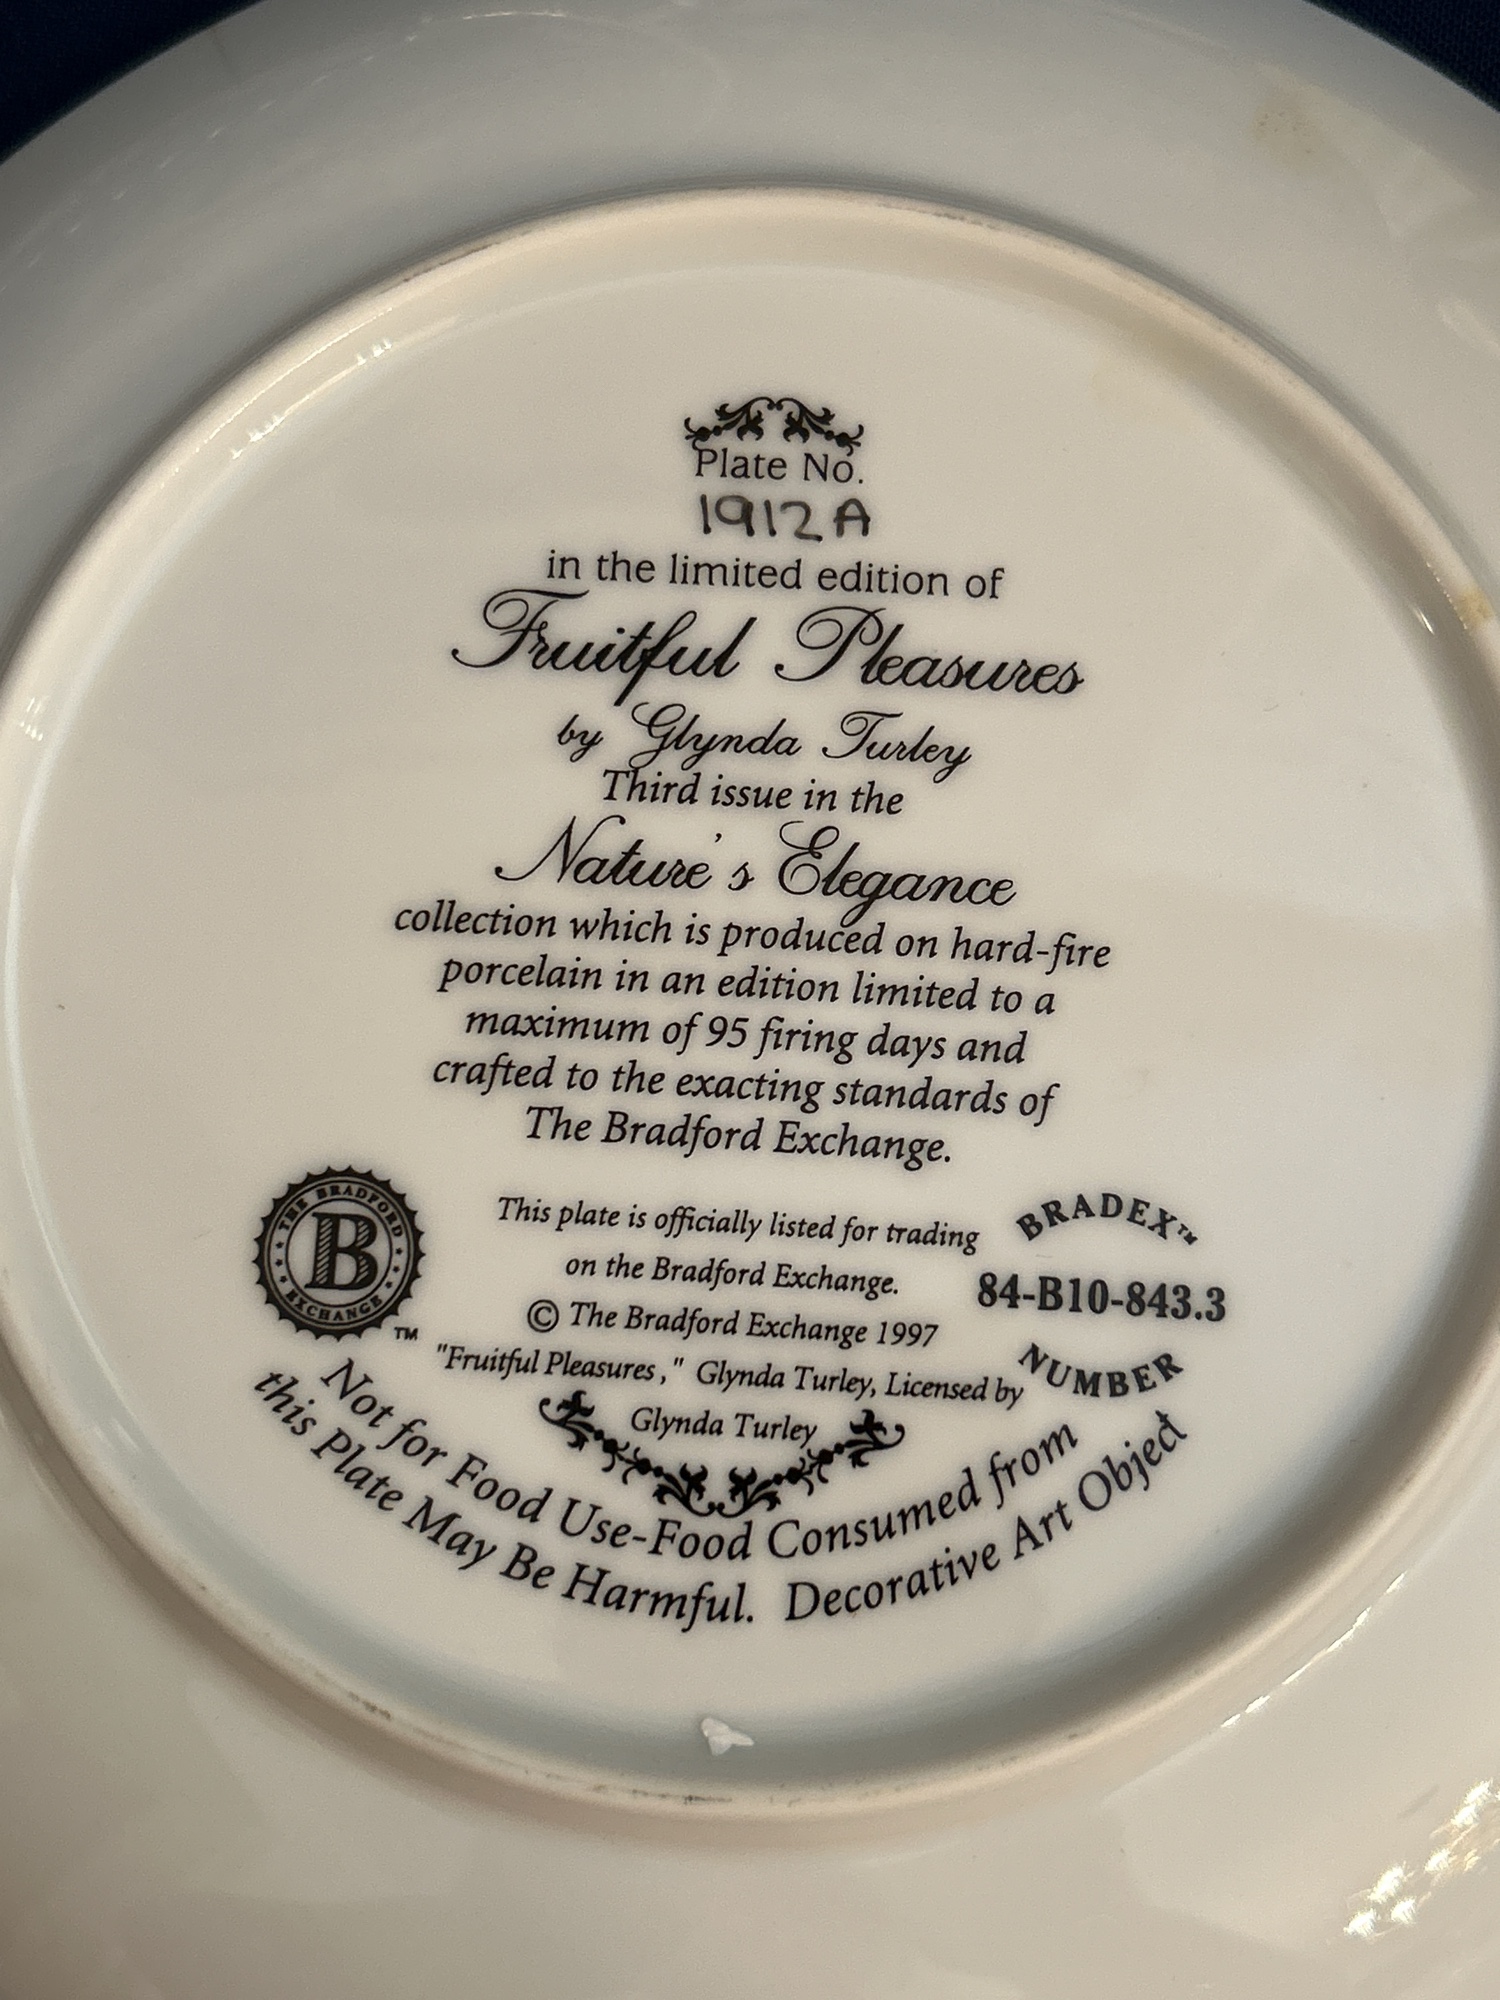 Plate No.
1912A
in the limited edition of
Fruitful Pleasures
by Glynda Turley
Third issue in the
Nature's Elegance
collection which is produced on hard-fire
porcelain in an edition limited to a
maximum of 95 firing days and
crafted to the exacting standards of
The Bradford Exchange.
THE BRADFORD
B
EXCHANGE
TM
This plate is officially listed for trading
on the Bradford Exchange.
© The Bradford Exchange 1997
"Fruitful Pleasures," Glynda Turley, Licensed by
Glynda Turley
BRADEX™
84-B10-843.3
NUMBER
Not for Food Use-Food Consumed from
this Plate May Be Harmful. Decorative Art Object